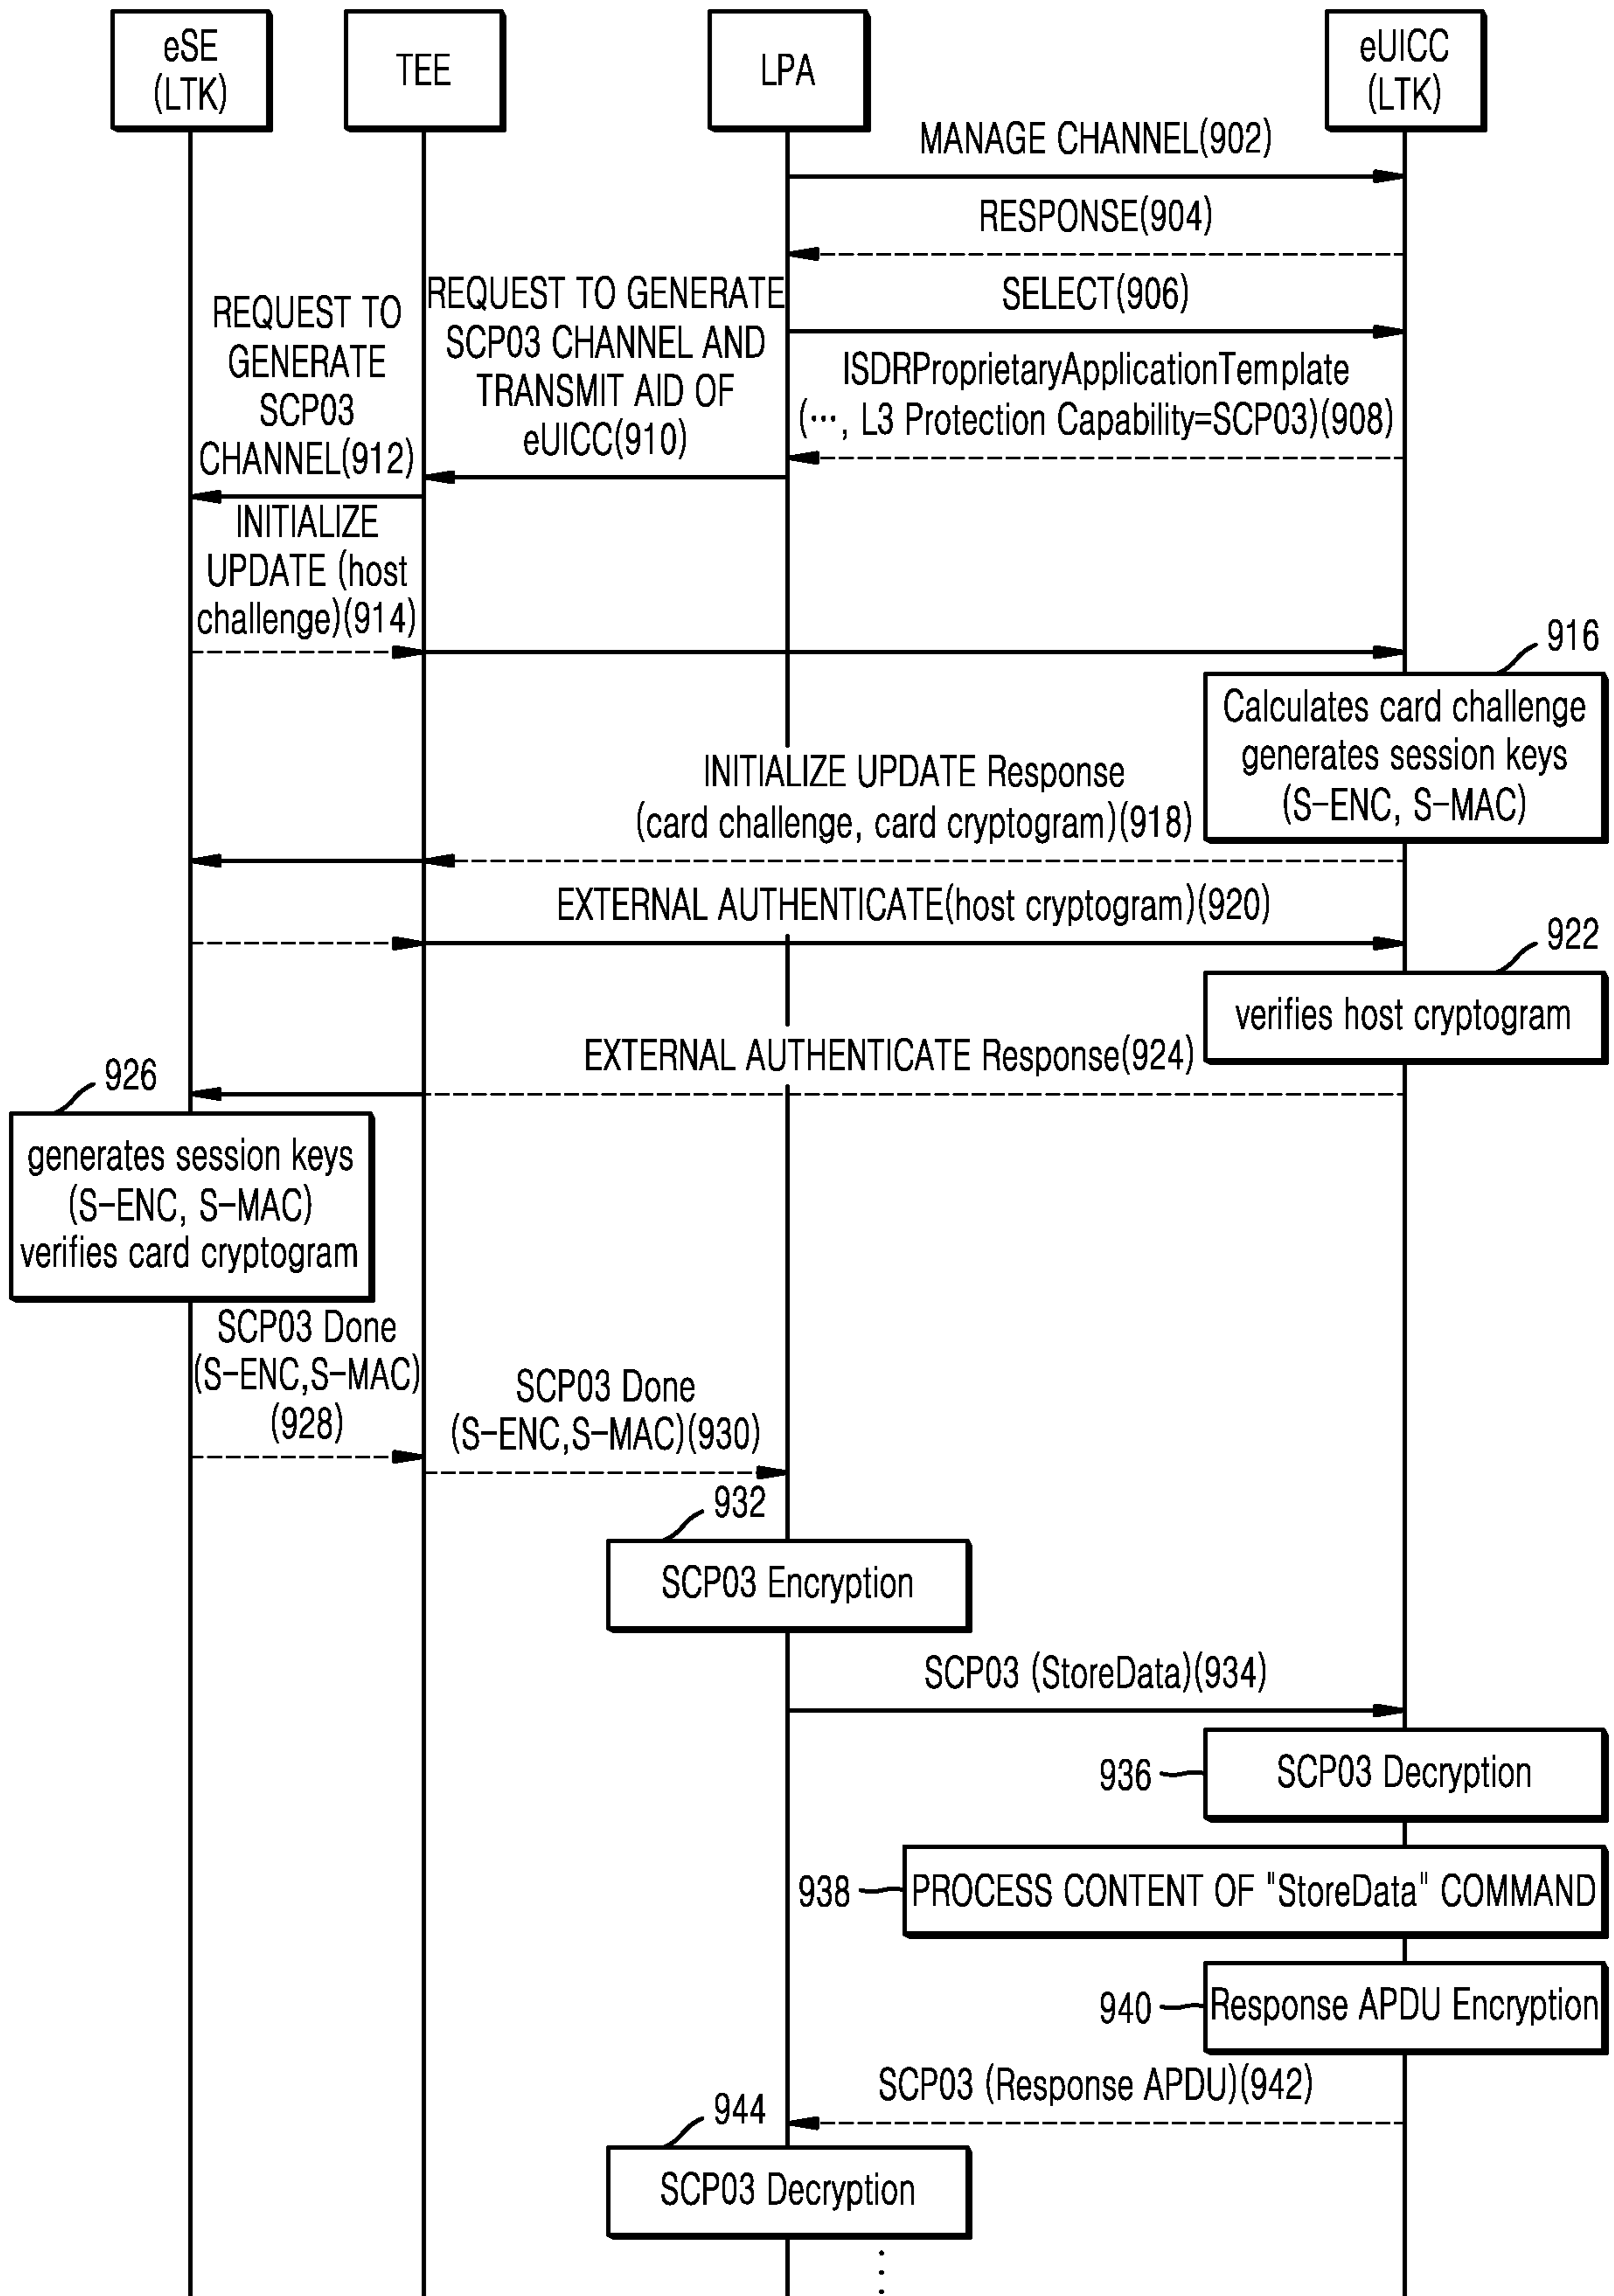 eSE
(LTK)
TEE
LPA
eUICC
(LTK)
MANAGE CHANNEL(902)
RESPONSE(904)
SELECT(906)
ISDRProprietaryApplicationTemplate
(···, L3 Protection Capability=SCP03)(908)
REQUEST TO GENERATE
SCP03 CHANNEL AND
TRANSMIT AID OF
eUICC(910)
REQUEST TO
GENERATE
SCP03
CHANNEL(912)
INITIALIZE
UPDATE (host
challenge)(914)
916
Calculates card challenge
generates session keys
(S-ENC, S-MAC)
INITIALIZE UPDATE Response
(card challenge, card cryptogram)(918)
EXTERNAL AUTHENTICATE(host cryptogram)(920)
922
verifies host cryptogram
EXTERNAL AUTHENTICATE Response(924)
926
generates session keys
(S-ENC, S-MAC)
verifies card cryptogram
SCP03 Done
(S-ENC,S-MAC)
(928)
SCP03 Done
(S-ENC,S-MAC)(930)
932
SCP03 Encryption
SCP03 (StoreData)(934)
936
SCP03 Decryption
938
PROCESS CONTENT OF "StoreData" COMMAND
940
Response APDU Encryption
SCP03 (Response APDU)(942)
944
SCP03 Decryption